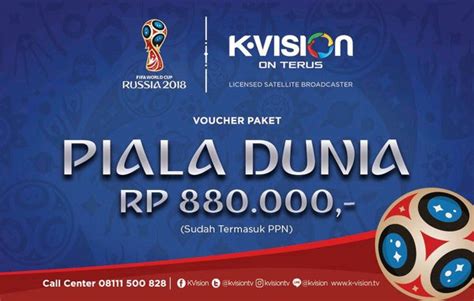 FIFA WORLD CUP
RUSSIA 2018
K-VISION
ON TERUS
LICENSED SATELLITE BROADCASTER
VOUCHER PAKET
PIALA DUNIA
RP 880.000,-
(Sudah Termasuk PPN)
Call Center 08111 500 828 | KVision @kvisiontv @kvisiontv @kvision www.k-vision.tv